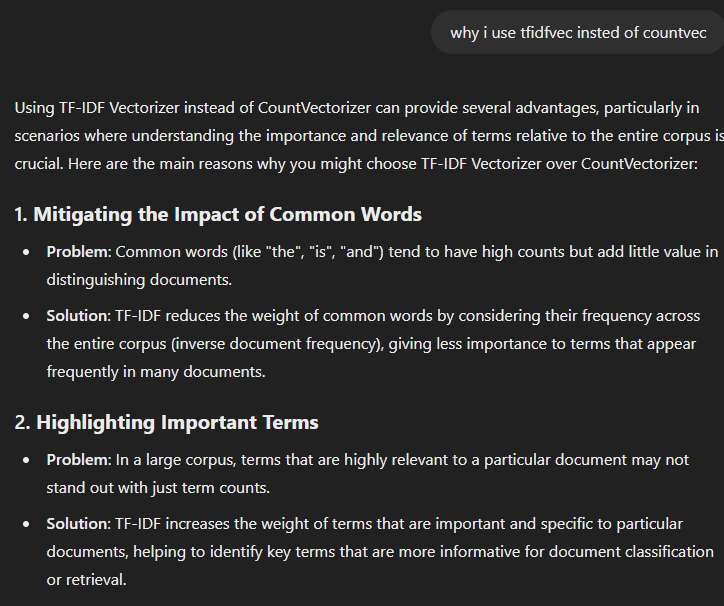 why i use tfidfvec insted of countvec
Using TF-IDF Vectorizer instead of CountVectorizer can provide several advantages, particularly in
scenarios where understanding the importance and relevance of terms relative to the entire corpus is
crucial. Here are the main reasons why you might choose TF-IDF Vectorizer over CountVectorizer:
1. Mitigating the Impact of Common Words
• Problem: Common words (like "the", "is", "and") tend to have high counts but add little value in
distinguishing documents.
• Solution: TF-IDF reduces the weight of common words by considering their frequency across
the entire corpus (inverse document frequency), giving less importance to terms that appear
frequently in many documents.
2. Highlighting Important Terms
• Problem: In a large corpus, terms that are highly relevant to a particular document may not
stand out with just term counts.
• Solution: TF-IDF increases the weight of terms that are important and specific to particular
documents, helping to identify key terms that are more informative for document classification
or retrieval.